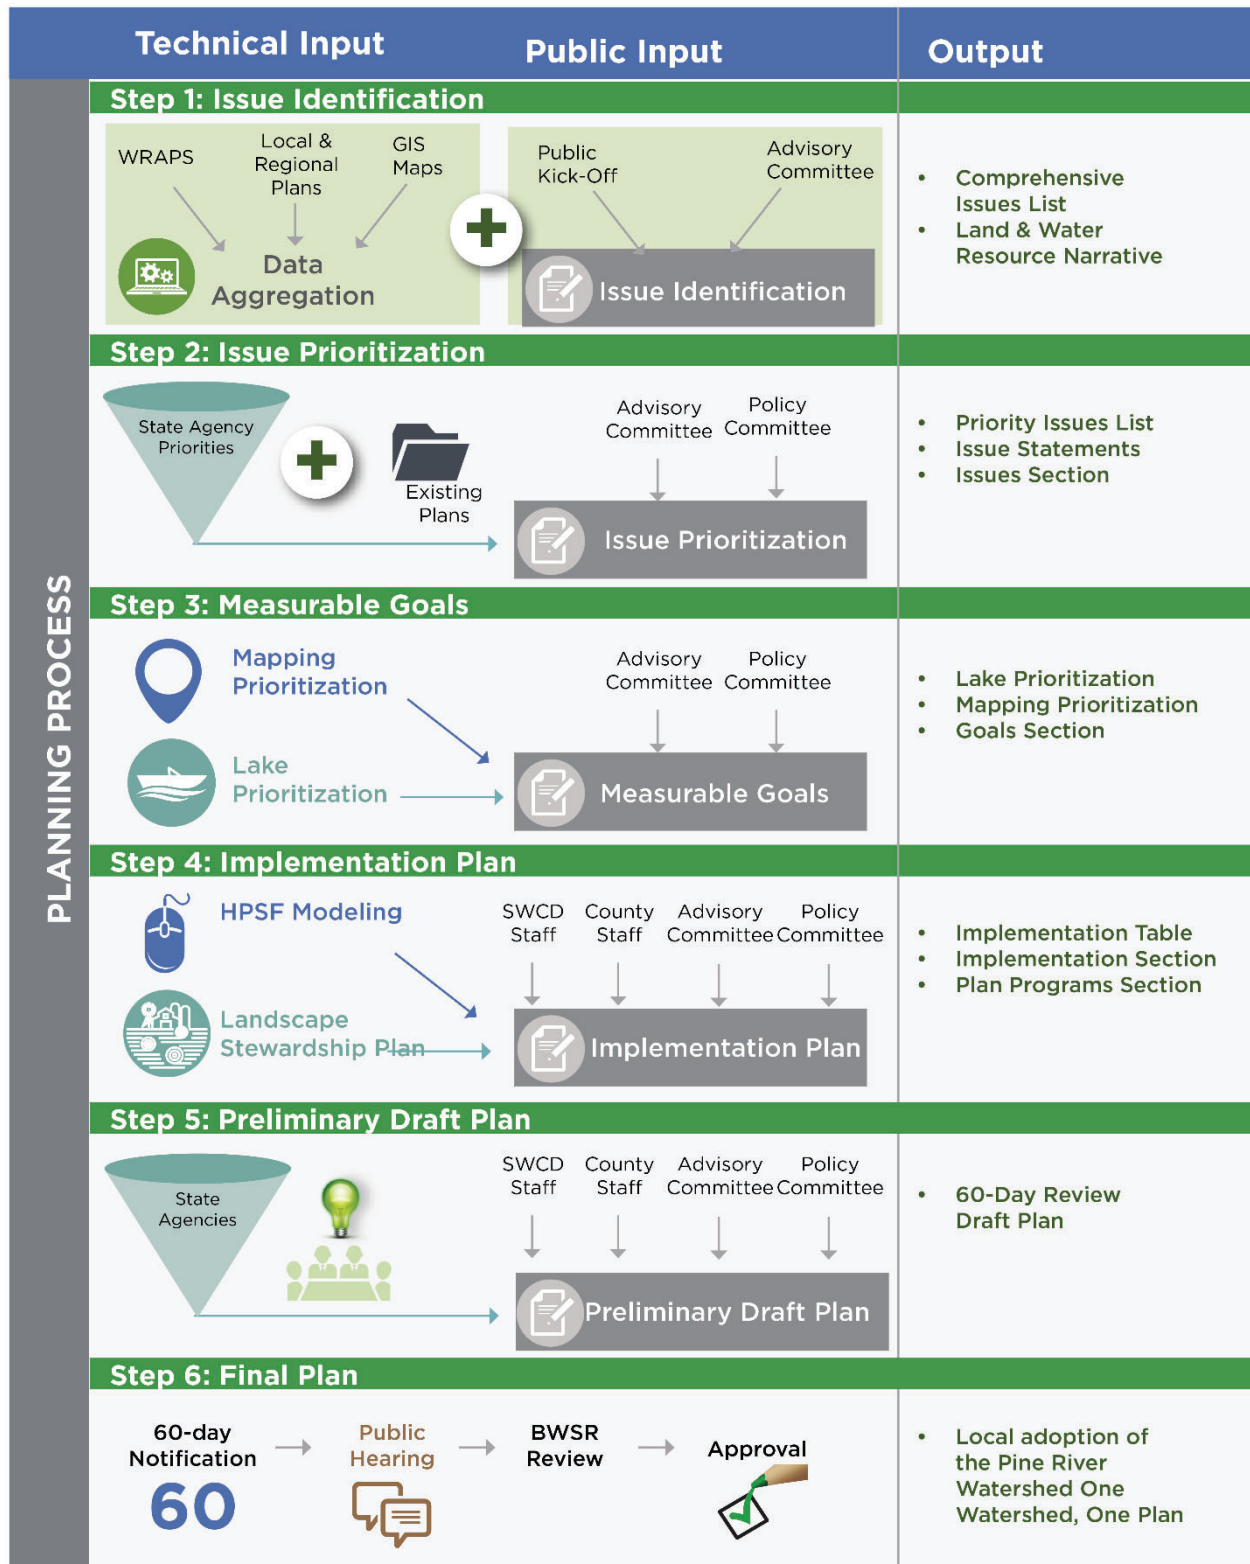 Technical Input
Public Input
Output
PLANNING PROCESS
Step 1: Issue Identification
WRAPS
Local &
Regional
Plans
GIS
Maps
Data
Aggregation
Public
Kick-Off
Advisory
Committee
Issue Identification
• Comprehensive
Issues List
• Land & Water
Resource Narrative
Step 2: Issue Prioritization
State Agency
Priorities
Existing
Plans
Advisory
Committee
Policy
Committee
Issue Prioritization
• Priority Issues List
• Issue Statements
• Issues Section
Step 3: Measurable Goals
Mapping
Prioritization
Lake
Prioritization
Advisory
Committee
Policy
Committee
Measurable Goals
• Lake Prioritization
• Mapping Prioritization
• Goals Section
Step 4: Implementation Plan
HPSF Modeling
Landscape
Stewardship Plan
SWCD
Staff
County
Staff
Advisory
Committee
Policy
Committee
Implementation Plan
• Implementation Table
• Implementation Section
• Plan Programs Section
Step 5: Preliminary Draft Plan
State
Agencies
SWCD
Staff
County
Staff
Advisory
Committee
Policy
Committee
Preliminary Draft Plan
• 60-Day Review
Draft Plan
Step 6: Final Plan
60-day
Notification
60
Public
Hearing
BWSR
Review
Approval
• Local adoption of
the Pine River
Watershed One
Watershed, One Plan